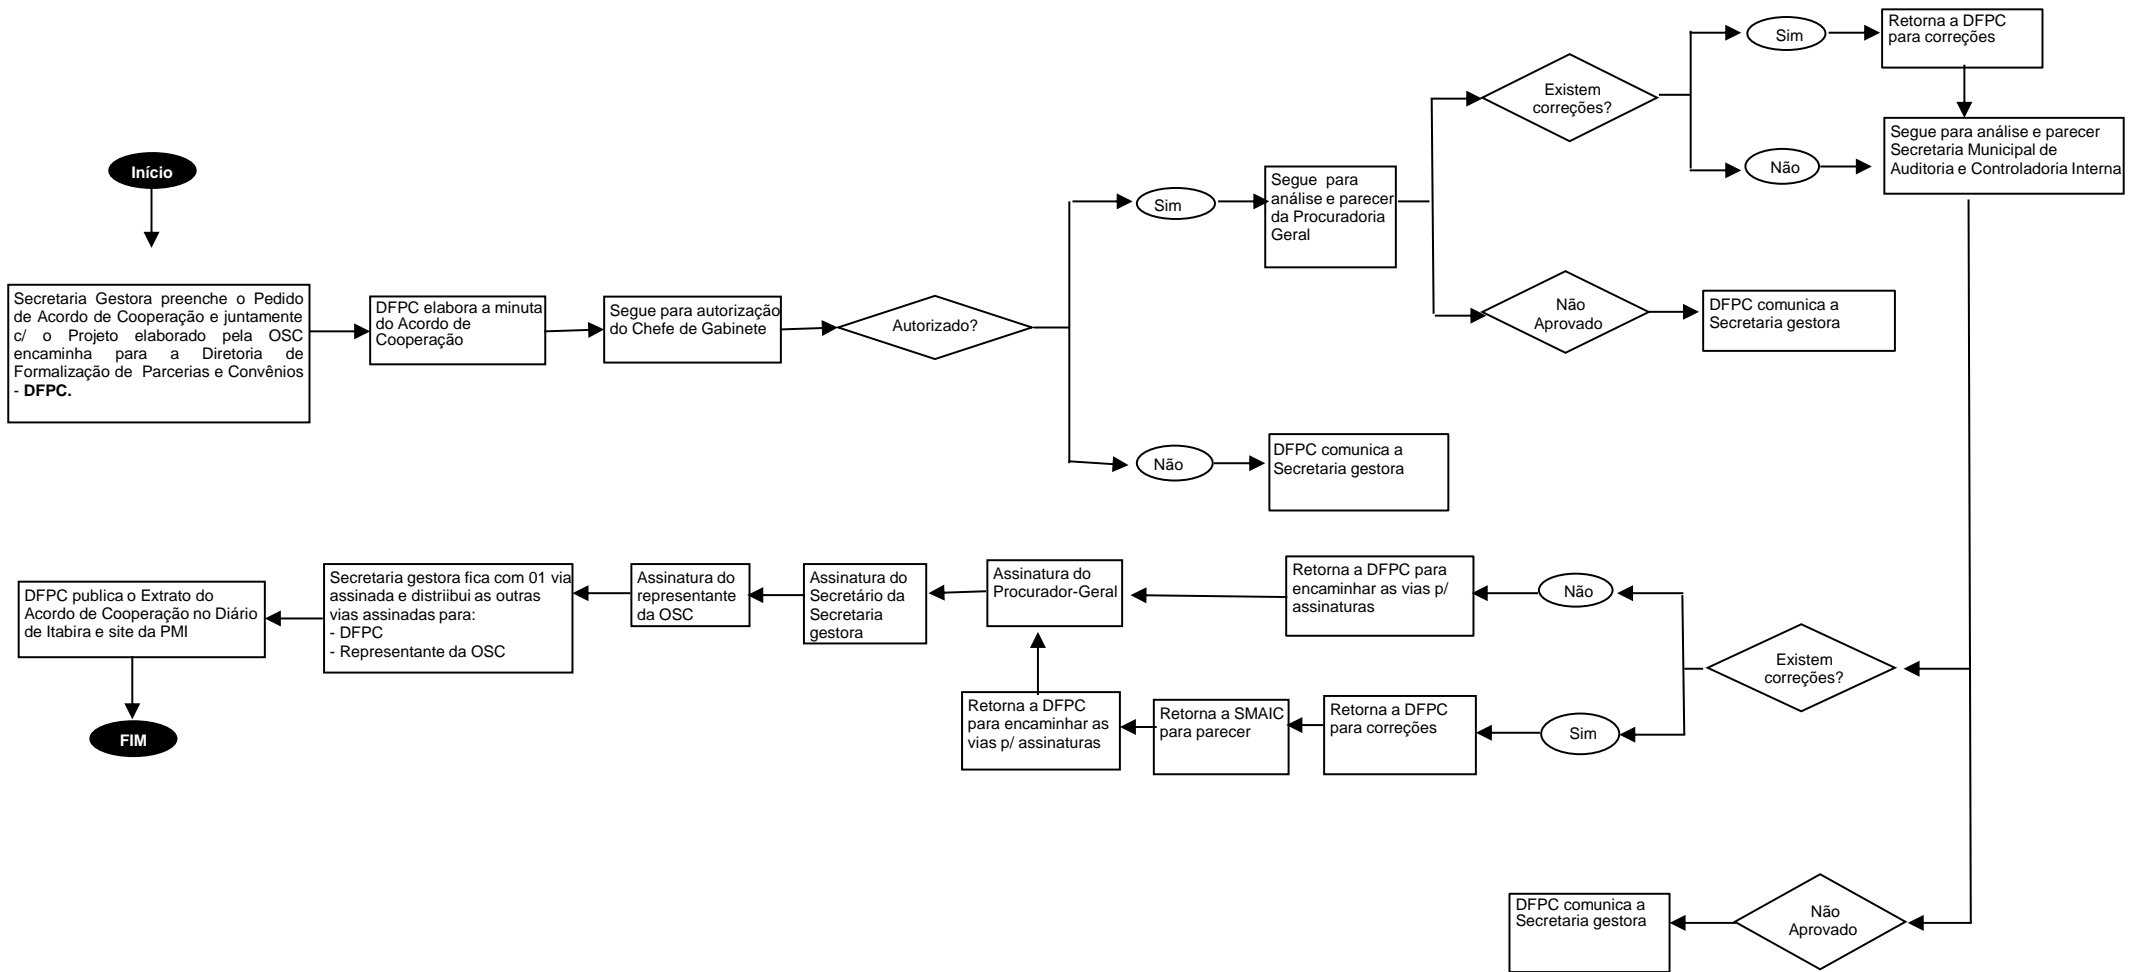 Início
Secretaria Gestora preenche o Pedido
de Acordo de Cooperação e juntamente
c/ o Projeto elaborado pela OSC
encaminha para a Diretoria de
Formalização de Parcerias e Convênios
- DFPC.
DFPC elabora a minuta
do Acordo de
Cooperação
Segue para autorização
do Chefe de Gabinete
Autorizado?
Sim
Segue para
análise e parecer
da Procuradoria
Geral
Existem
correções?
Sim
Retorna a DFPC
para correções
Não
Segue para análise e parecer
Secretaria Municipal de
Auditoria e Controladoria Interna
Não
Aprovado
DFPC comunica a
Secretaria gestora
Não
DFPC comunica a
Secretaria gestora
Existem
correções?
Não
Retorna a DFPC para
encaminhar as vias p/
assinaturas
Sim
Retorna a DFPC
para correções
Retorna a SMAIC
para parecer
Retorna a DFPC
para encaminhar as
vias p/ assinaturas
Assinatura do
Procurador-Geral
Assinatura do
Secretário da
Secretaria
gestora
Assinatura do
representante
da OSC
Secretaria gestora fica com 01 via
assinada e distriibui as outras
vias assinadas para:
- DFPC
- Representante da OSC
DFPC publica o Extrato do
Acordo de Cooperação no Diário
de Itabira e site da PMI
FIM
Não
Aprovado
DFPC comunica a
Secretaria gestora